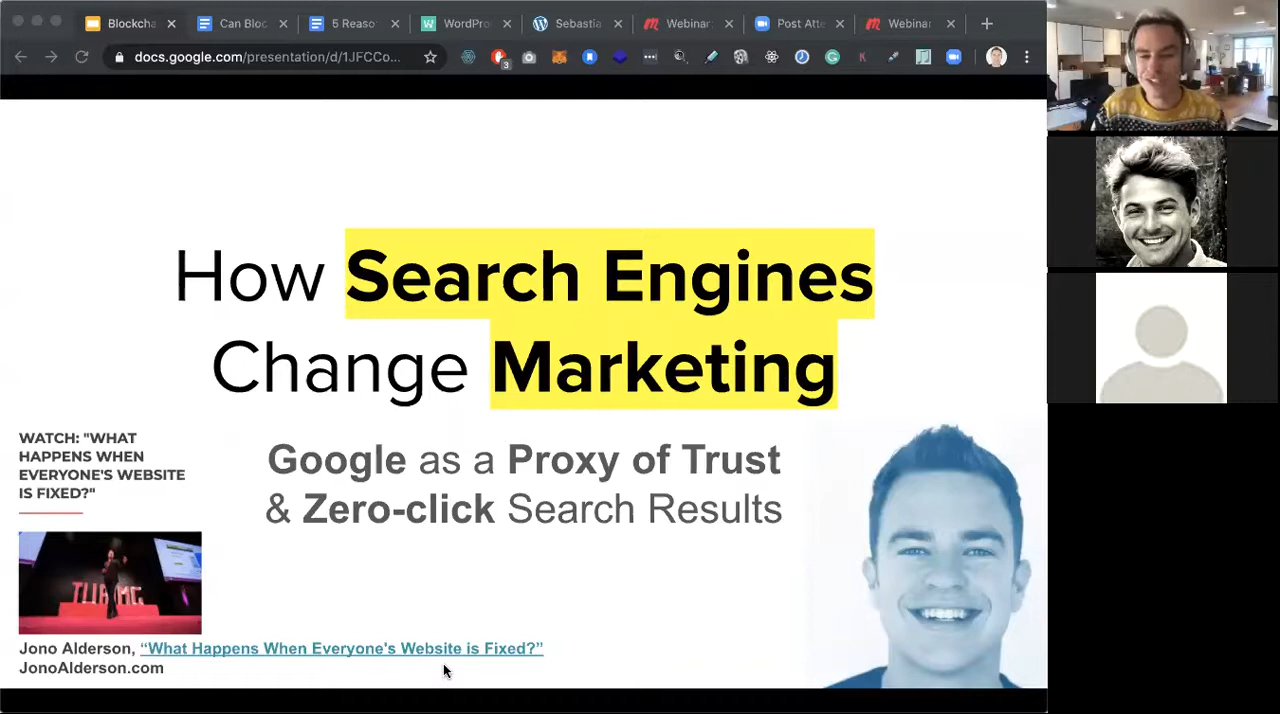 Blockcha
Can Bloc
5 Reaso
WordPro
Sebastia
Webinar
Post Atte
Webinar
docs.google.com/presentation/d/1JFCCo...
3
How Search Engines
Change Marketing
Google as a Proxy of Trust
& Zero-click Search Results
WATCH: "WHAT
HAPPENS WHEN
EVERYONE'S WEBSITE
IS FIXED?"
Jono Alderson, “What Happens When Everyone's Website is Fixed?”
JonoAlderson.com